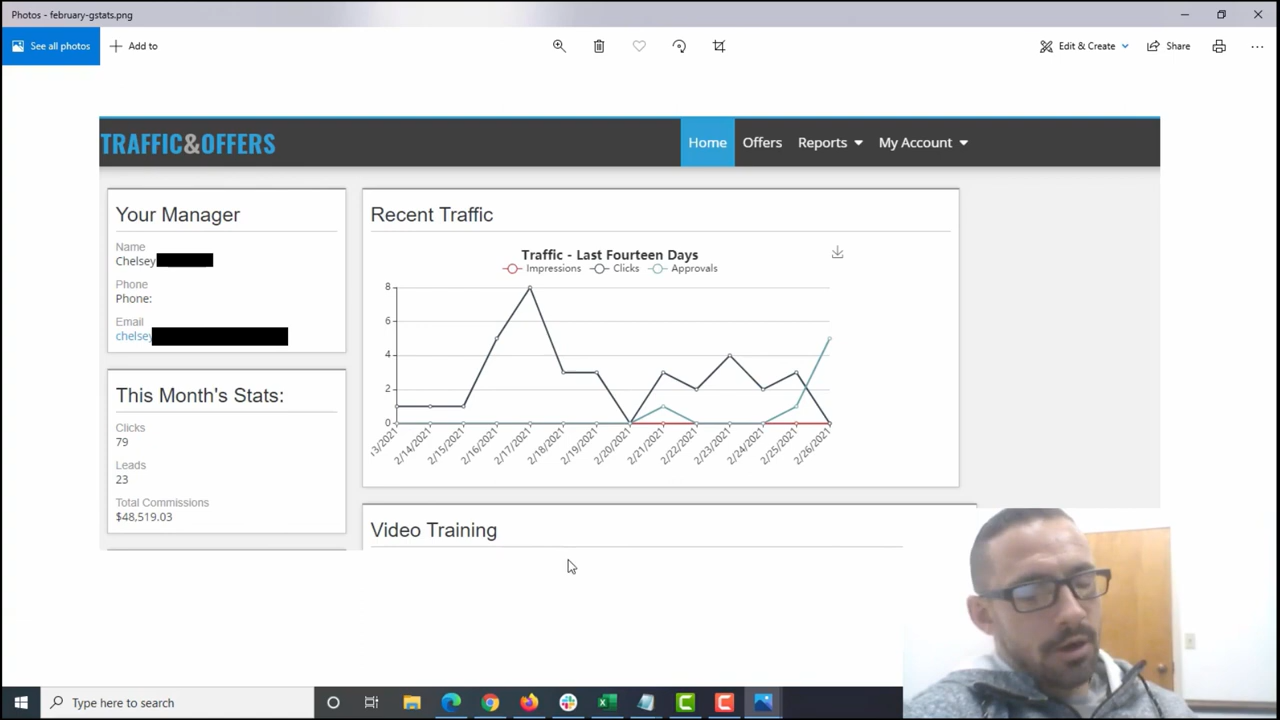 Photos - february-gstats.png
See all photos
Add to
Edit & Create
Share
TRAFFIC&OFFERS
Home
Offers
Reports
My Account
Your Manager
Name
Chelsey
Phone
Phone:
Email
chelsey
This Month's Stats:
Clicks
79
Leads
23
Total Commissions
$48,519.03
Recent Traffic
Traffic - Last Fourteen Days
Impressions
Clicks
Approvals
8
6
4
2
0
3/2021
2/14/2021
2/15/2021
2/16/2021
2/17/2021
2/18/2021
2/19/2021
2/20/2021
2/21/2021
2/22/2021
2/23/2021
2/24/2021
2/25/2021
2/26/2021
Video Training
Type here to search